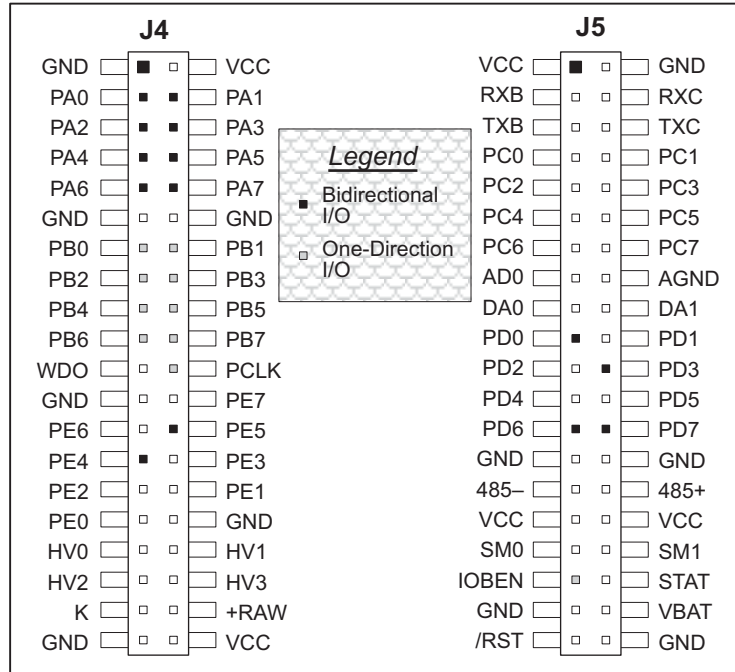 J4 J5
GND VCC VCC GND
PA0 PA1 RXB RXC
PA2 PA3 TXB TXC
PA4 PA5 PC0 PC1
PA6 PA7 PC2 PC3
GND GND PC4 PC5
PB0 PB1 PC6 PC7
PB2 PB3 AD0 AGND
PB4 PB5 DA0 DA1
PB6 PB7 PD0 PD1
WDO PCLK PD2 PD3
GND PE7 PD4 PD5
PE6 PE5 PD6 PD7
PE4 PE3 GND GND
PE2 PE1 485– 485+
PE0 GND VCC VCC
HV0 HV1 SM0 SM1
HV2 HV3 IOBEN STAT
K +RAW GND VBAT
GND VCC /RST GND
Legend
Bidirectional
I/O
One-Direction
I/O